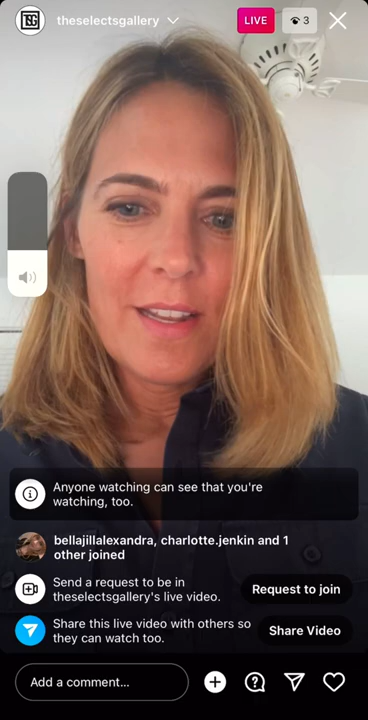 TSG
theselectsgallery
LIVE
3
Anyone watching can see that you're
watching, too.
bellajillalexandra, charlotte.jenkin and 1
other joined
Send a request to be in
theselectsgallery's live video.
Request to join
Share this live video with others so
they can watch too.
Share Video
Add a comment...